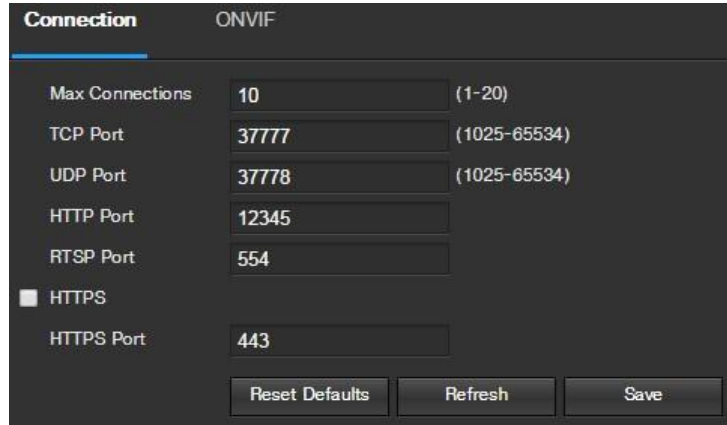 Connection ONVIF
Max Connections 10 (1-20)
TCP Port 37777 (1025-65534)
UDP Port 37778 (1025-65534)
HTTP Port 12345
RTSP Port 554
HTTPS
HTTPS Port 443
Reset Defaults Refresh Save